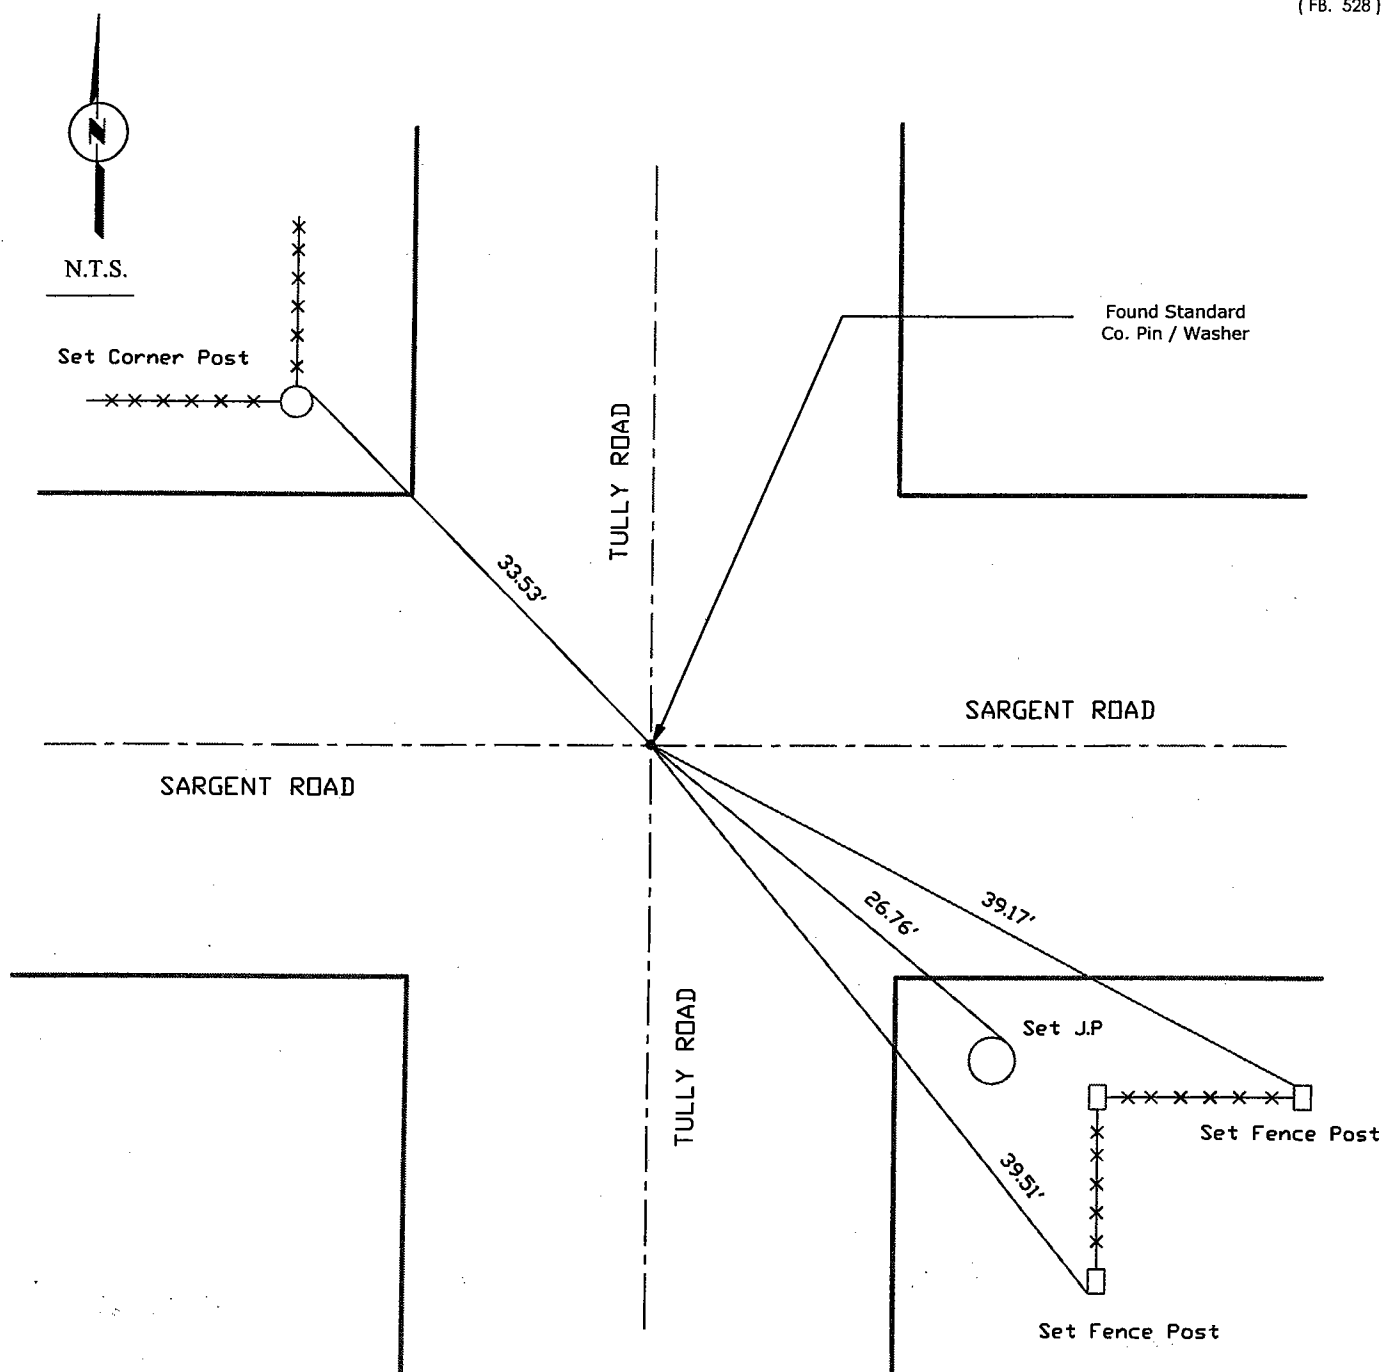 ( FB. 528 )
N
N.T.S.
Found Standard
Co. Pin / Washer
Set Corner Post
TULLY ROAD
33.53'
SARGENT ROAD
SARGENT ROAD
26.76'
39.17'
TULLY ROAD
Set J.P
Set Fence Post
39.51'
Set Fence Post